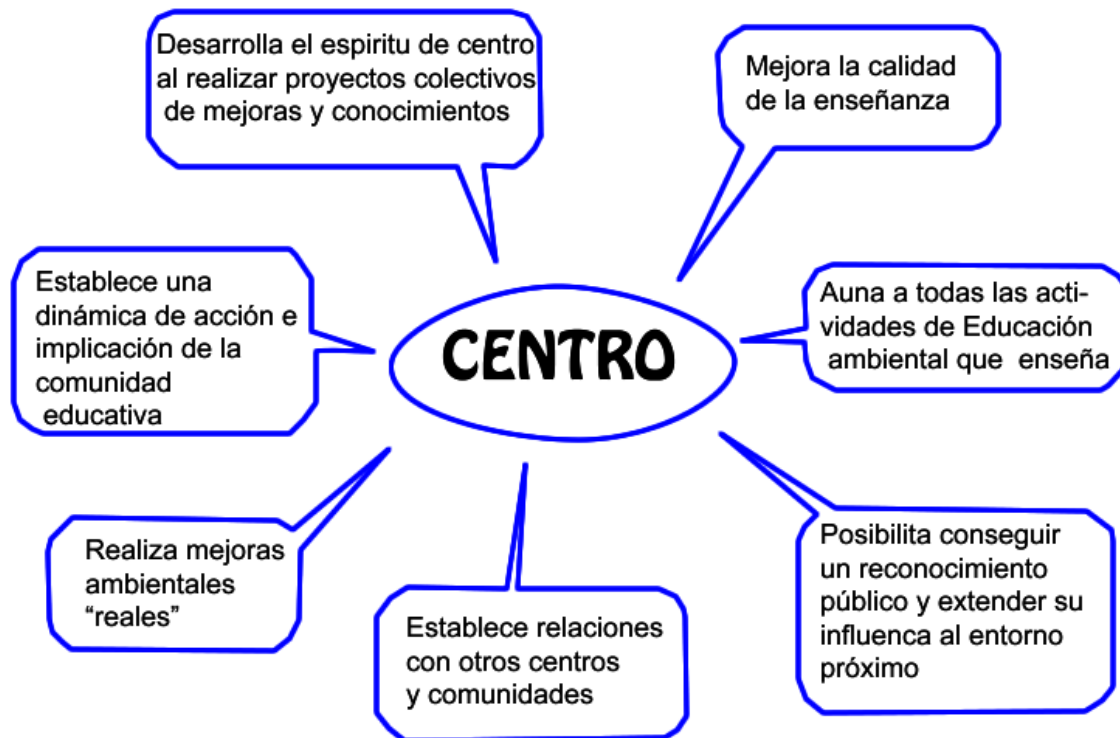 Desarrolla el espiritu de centro
al realizar proyectos colectivos
de mejoras y conocimientos
Mejora la calidad
de la enseñanza
Establece una
dinámica de acción e
implicación de la
comunidad
educativa
CENTRO
Auna a todas las acti-
vidades de Educación
ambiental que enseña
Realiza mejoras
ambientales
“reales”
Establece relaciones
con otros centros
y comunidades
Posibilita conseguir
un reconocimiento
público y extender su
influenca al entorno
próximo